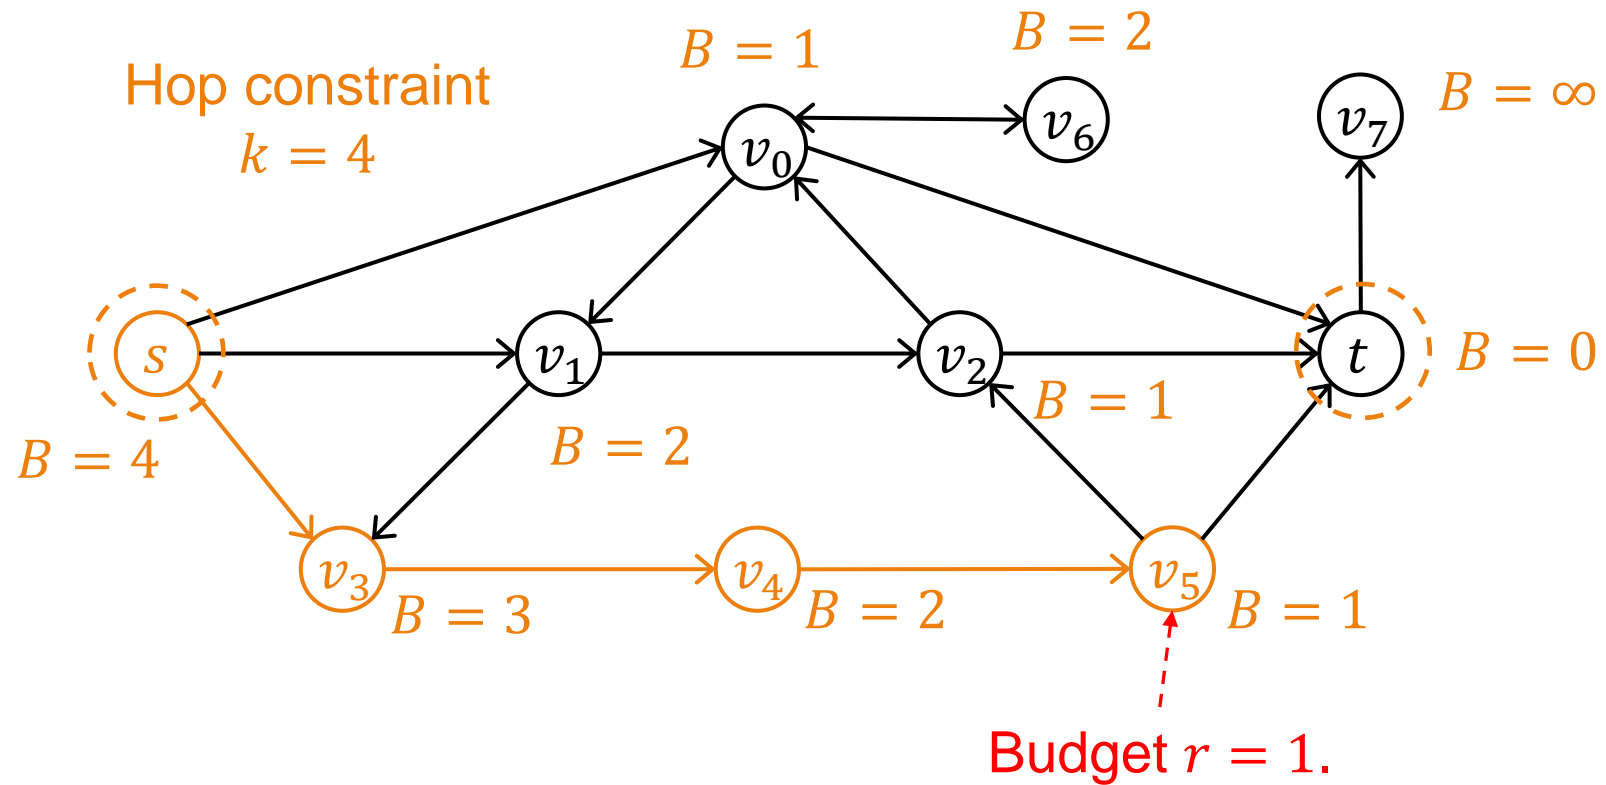 B = 2
B = 1
Hop constraint
k = 4
B = ∞
v₀
v₆
v₇
s
v₁
v₂
t
B = 0
B = 1
B = 4
B = 2
v₃
v₄
v₅
B = 3
B = 2
B = 1
Budget r = 1.